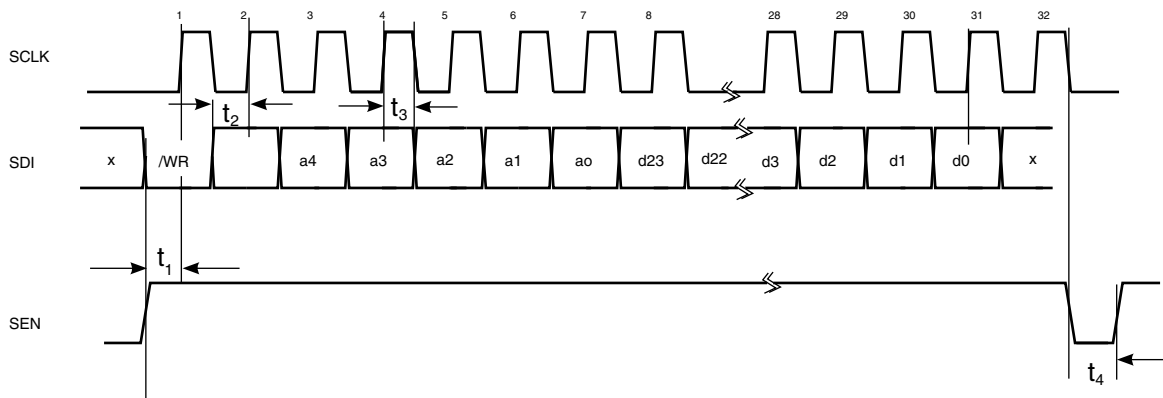 1 2 3 4 5 6 7 8 28 29 30 31 32
SCLK
t2 t3
SDI x /WR a4 a3 a2 a1 ao d23 d22 d3 d2 d1 d0 x
t1
SEN
t4